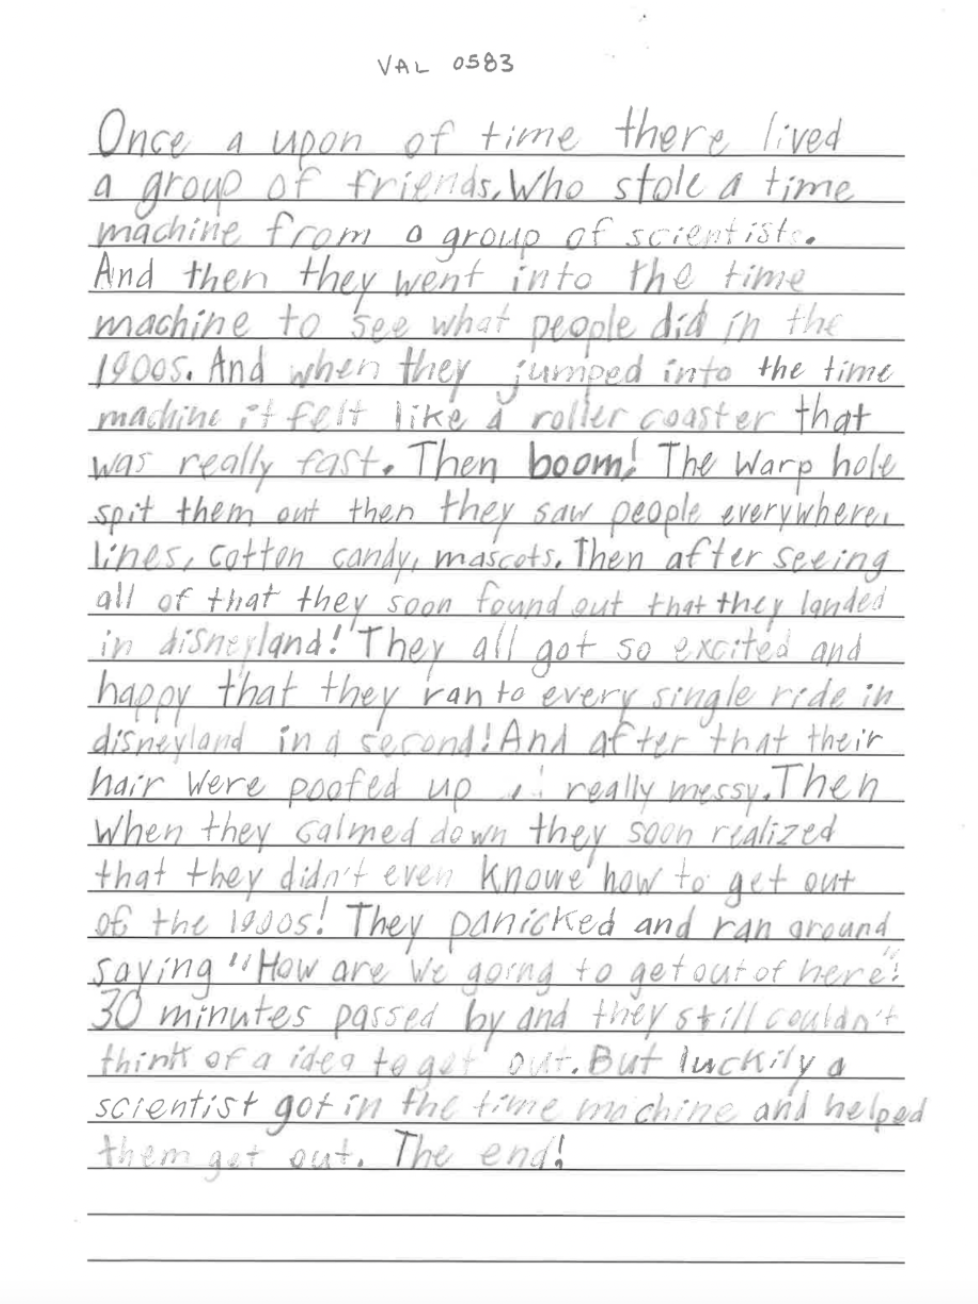 VAL 0583
Once a upon of time there lived
a group of friends. Who stole a time
machine from a group of scientists.
And then they went into the time
machine to see what people did in the
1900s. And when they jumped into the time
machine it felt like a roller coaster that
was really fast. Then boom! The Warp hole
spit them out then they saw people everywhere,
lines, cotton candy, mascots. Then after seeing
all of that they soon found out that they landed
in disneyland! They all got so excited and
happy that they ran to every single ride in
disneyland in a second! And after that their
hair were poofed up really messy. Then
when they calmed down they soon realized
that they didn't even knowe how to get out
of the 1900s! They panicked and ran around
saying "How are we going to get out of here"!
30 minutes passed by and they still couldn't
think of a idea to get out. But luckily a
scientist got in the time machine and helped
them get out. The end!